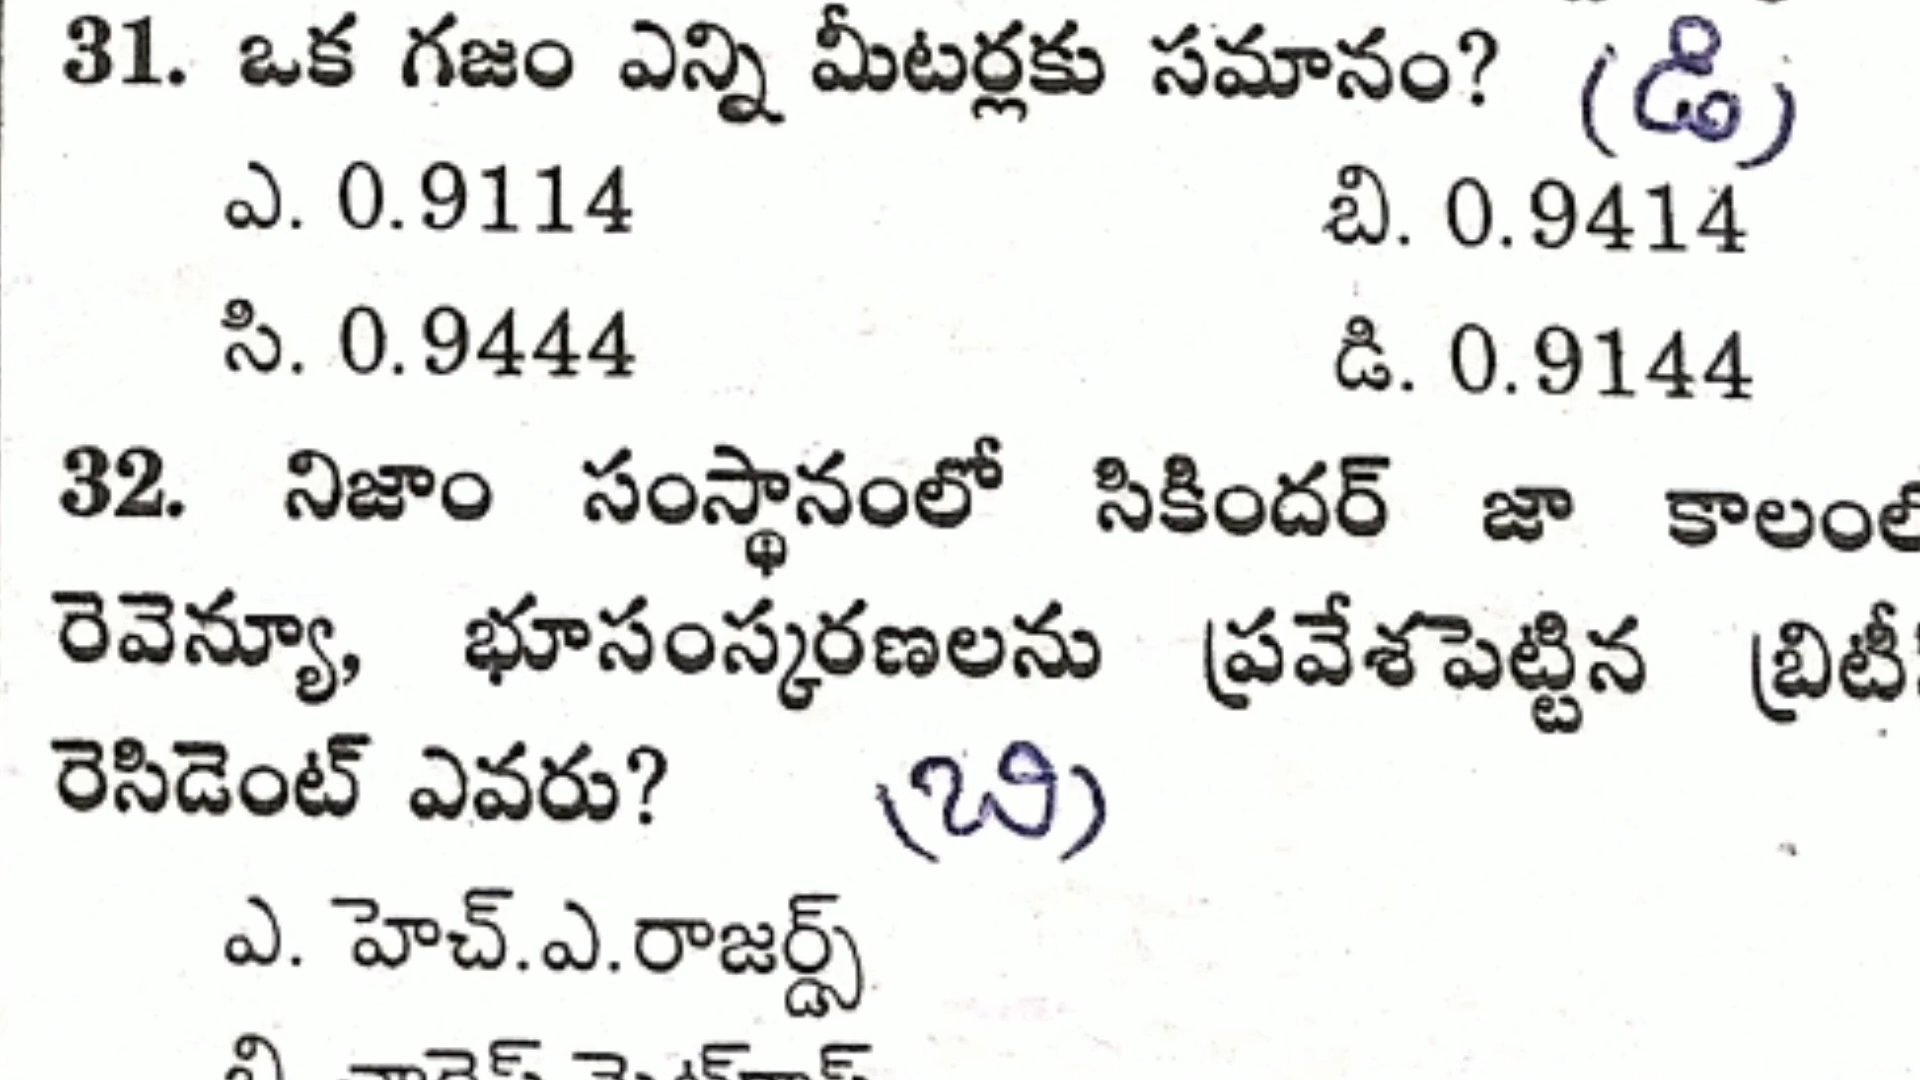 31. ఒక గజం ఎన్ని మీటర్లకు సమానం? (డి)
ఎ. 0.9114 బి. 0.9414
సి. 0.9444 డి. 0.9144
32. నిజాం సంస్థానంలో సికిందర్ జా
రెవెన్యూ, భూసంస్కరణలను ప్రవేశపెట్టిన
రెసిడెంట్ ఎవరు? (బి)
ఎ. హెచ్.ఎ.రాజర్డ్స్